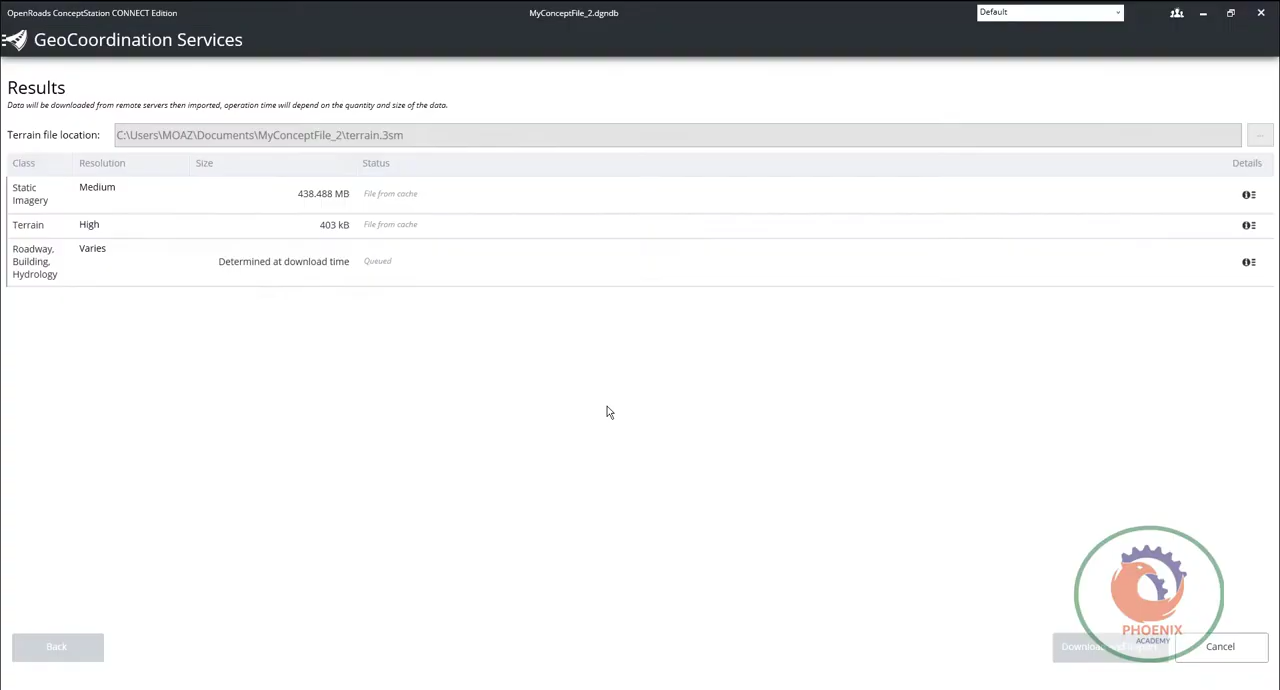 OpenRoads ConceptStation CONNECT Edition
MyConceptFile_2.dgndb
Default
GeoCoordination Services
Results
Data will be downloaded from remote servers then imported, operation time will depend on the quantity and size of the data.
Terrain file location:
C:\Users\MOAZ\Documents\MyConceptFile_2\terrain.3sm
...
Class
Resolution
Size
Status
Details
Static
Imagery
Medium
438.488 MB
File from cache
Terrain
High
403 kB
File from cache
Roadway,
Building,
Hydrology
Varies
Determined at download time
Queued
PHOENIX
ACADEMY
Back
Cancel